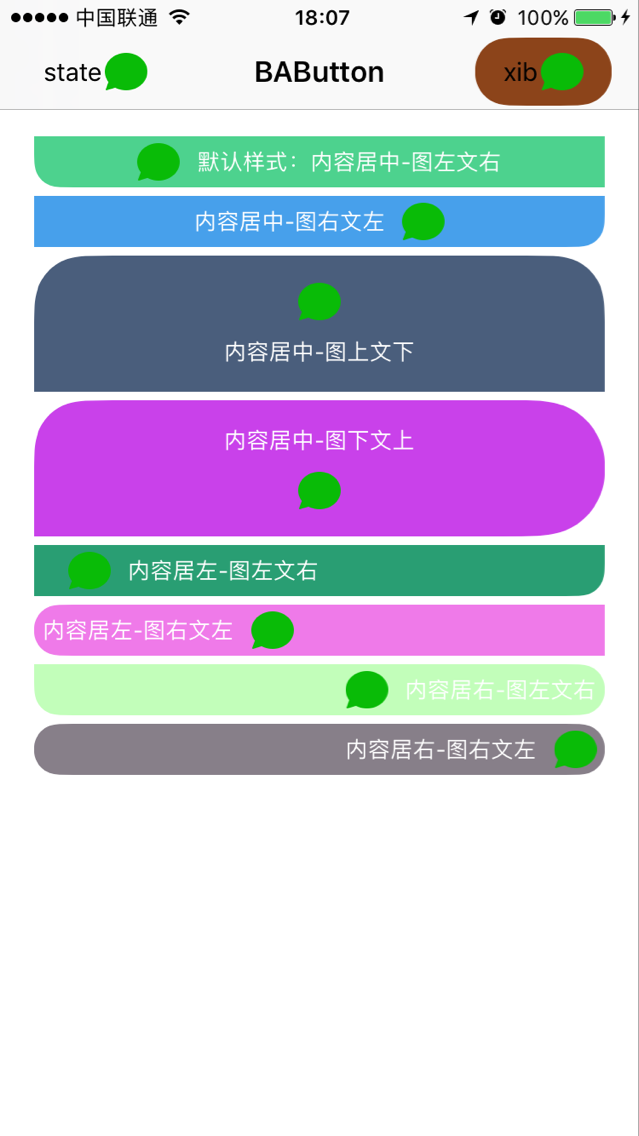 中国联通 18:07 100%
state BAButton xib
默认样式：内容居中-图左文右
内容居中-图右文左
内容居中-图上文下
内容居中-图下文上
内容居左-图左文右
内容居左-图右文左
内容居右-图左文右
内容居右-图右文左